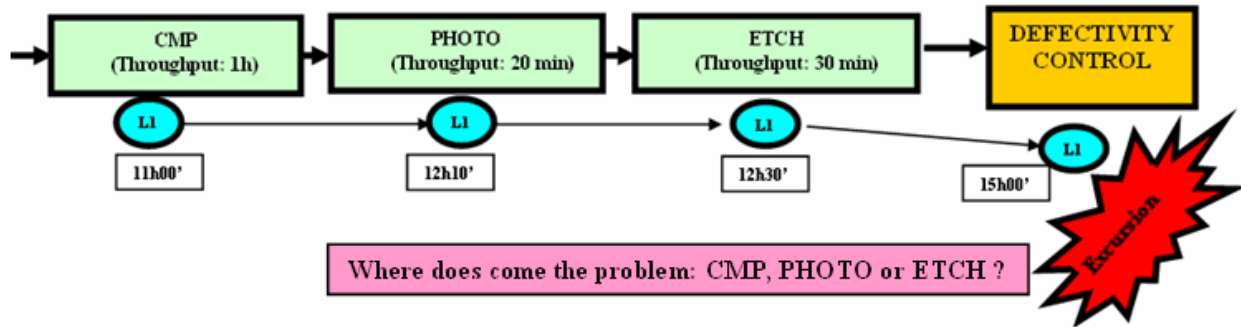 CMP
(Throughput: 1h)
PHOTO
(Throughput: 20 min)
ETCH
(Throughput: 30 min)
DEFECTIVITY
CONTROL
L1
L1
L1
L1
11h00’
12h10’
12h30’
15h00’
Excursion
Where does come the problem: CMP, PHOTO or ETCH ?